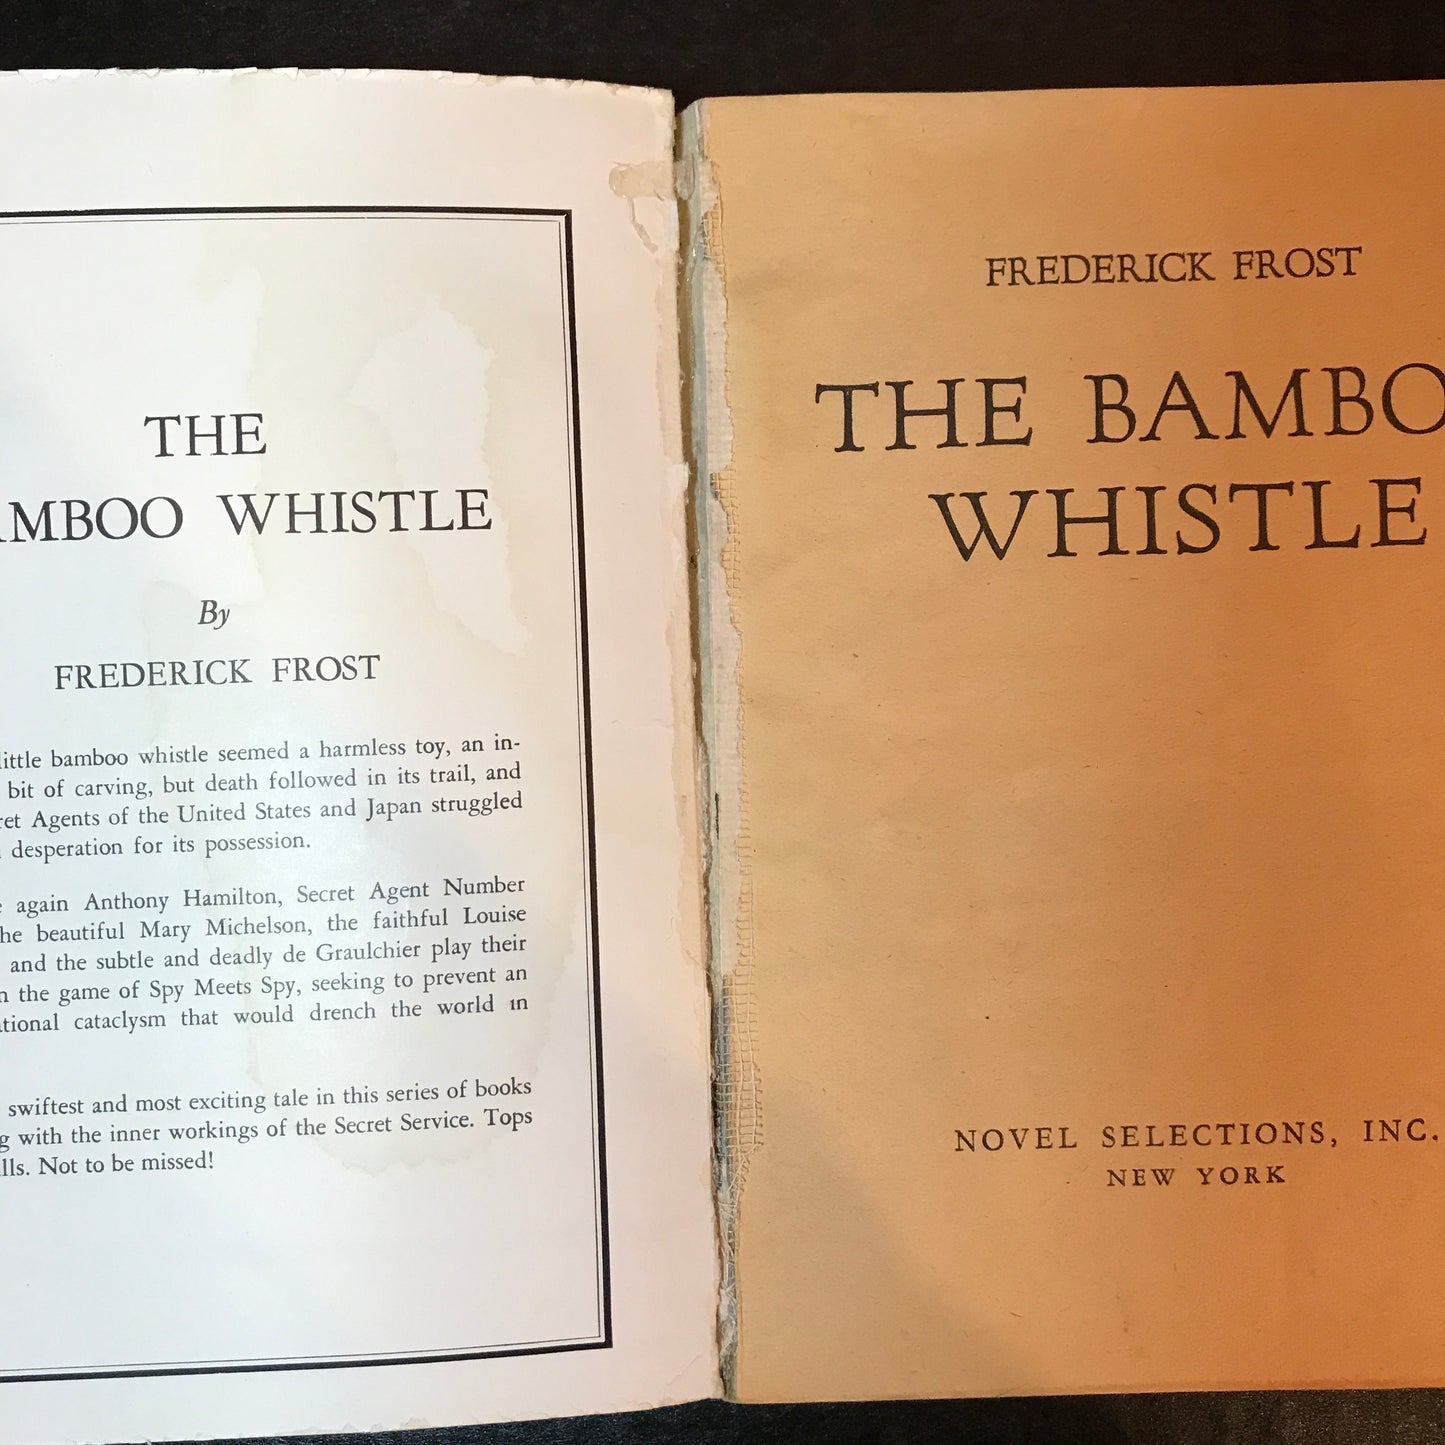 THE
AMBOO WHISTLE
By
FREDERICK FROST
little bamboo whistle seemed a harmless toy, an in-
bit of carving, but death followed in its trail, and
ret Agents of the United States and Japan struggled
desperation for its possession.
again Anthony Hamilton, Secret Agent Number
he beautiful Mary Michelson, the faithful Louise
and the subtle and deadly de Graulchier play their
n the game of Spy Meets Spy, seeking to prevent an
ational cataclysm that would drench the world in
swiftest and most exciting tale in this series of books
g with the inner workings of the Secret Service. Tops
lls. Not to be missed!
FREDERICK FROST
THE BAMBO
WHISTLE
NOVEL SELECTIONS, INC.
NEW YORK